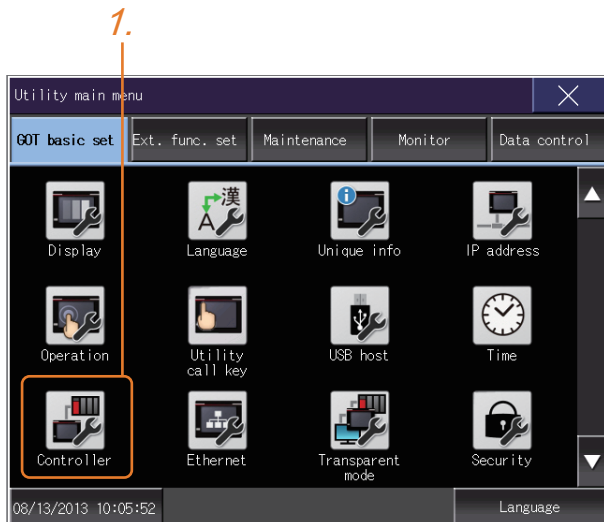 1.
Utility main menu
GOT basic set Ext. func. set Maintenance Monitor Data control
漢
A
Display Language Unique info IP address
Operation Utility call key USB host Time
Controller Ethernet Transparent mode Security
08/13/2013 10:05:52 Language